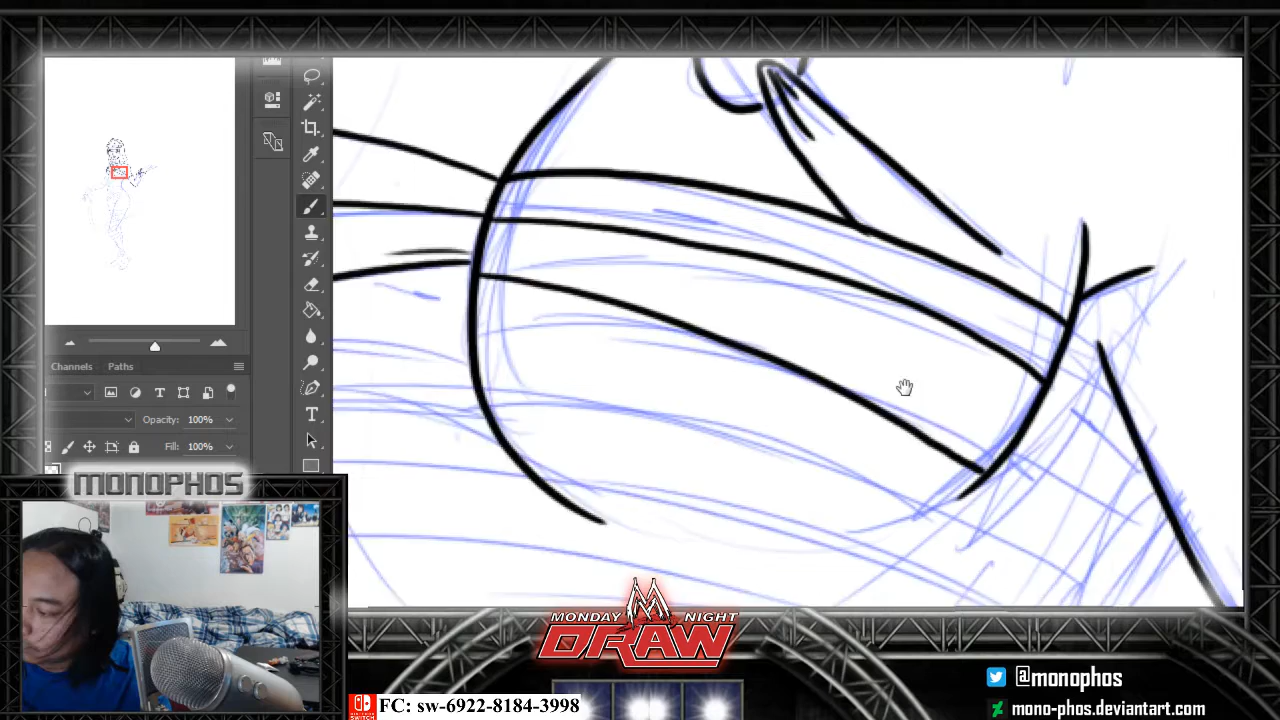 Channels Paths
Opacity: 100%
Fill: 100%
MONOPHOS
MONDAY NIGHT
DRAW
FC: sw-6922-8184-3998
@monophos
mono-phos.deviantart.com